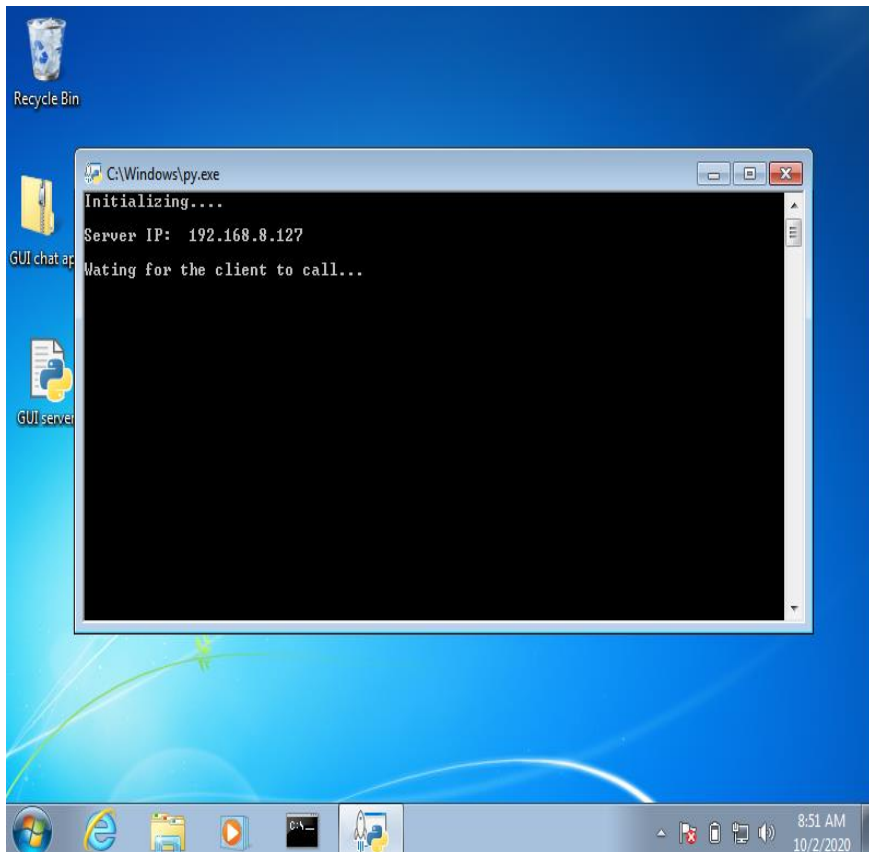 Recycle Bin
C:\Windows\py.exe
Initializing....
Server IP:  192.168.8.127
GUI chat ap
Wating for the client to call...
GUI server
C:\_
8:51 AM
10/2/2020